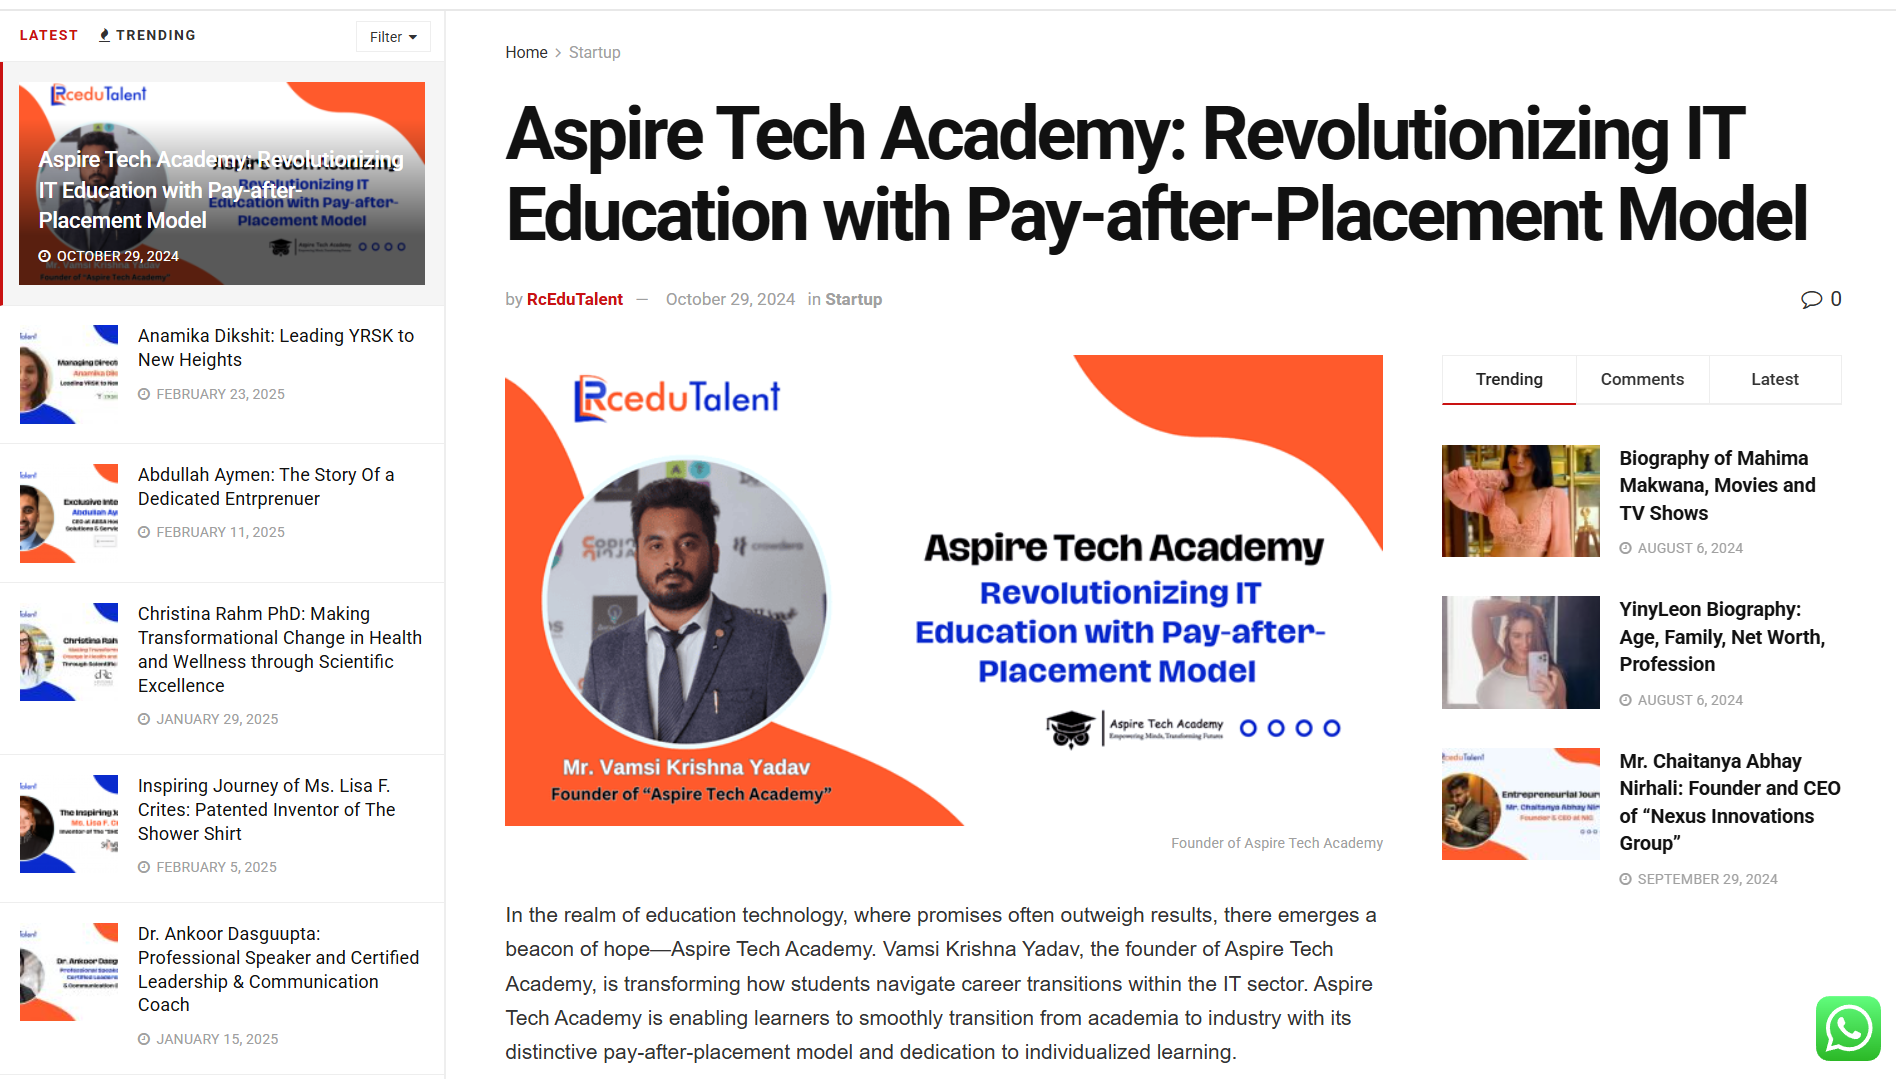 LATEST TRENDING Filter
RceduTalent
Aspire Tech Academy: Revolutionizing
IT Education with Pay-after-
Placement Model
OCTOBER 29, 2024
Anamika Dikshit: Leading YRSK to
New Heights
FEBRUARY 23, 2025
Abdullah Aymen: The Story Of a
Dedicated Entrprenuer
FEBRUARY 11, 2025
Christina Rahm PhD: Making
Transformational Change in Health
and Wellness through Scientific
Excellence
JANUARY 29, 2025
Inspiring Journey of Ms. Lisa F.
Crites: Patented Inventor of The
Shower Shirt
FEBRUARY 5, 2025
Dr. Ankoor Dasguupta:
Professional Speaker and Certified
Leadership & Communication
Coach
JANUARY 15, 2025
Home > Startup
Aspire Tech Academy: Revolutionizing IT
Education with Pay-after-Placement Model
by RcEduTalent — October 29, 2024 in Startup
0
RceduTalent
Aspire Tech Academy
Revolutionizing IT
Education with Pay-after-
Placement Model
Aspire Tech Academy
Empowering Minds, Transforming Futures
Mr. Vamsi Krishna Yadav
Founder of “Aspire Tech Academy”
Founder of Aspire Tech Academy
In the realm of education technology, where promises often outweigh results, there emerges a
beacon of hope—Aspire Tech Academy. Vamsi Krishna Yadav, the founder of Aspire Tech
Academy, is transforming how students navigate career transitions within the IT sector. Aspire
Tech Academy is enabling learners to smoothly transition from academia to industry with its
distinctive pay-after-placement model and dedication to individualized learning.
Trending Comments Latest
Biography of Mahima
Makwana, Movies and
TV Shows
AUGUST 6, 2024
YinyLeon Biography:
Age, Family, Net Worth,
Profession
AUGUST 6, 2024
Mr. Chaitanya Abhay
Nirhali: Founder and CEO
of “Nexus Innovations
Group”
SEPTEMBER 29, 2024